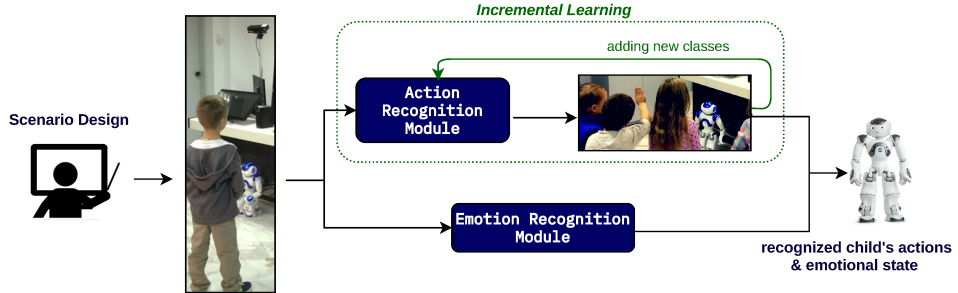 Incremental Learning
adding new classes
Action
Recognition
Module
Scenario Design
Emotion Recognition
Module
recognized child's actions
& emotional state